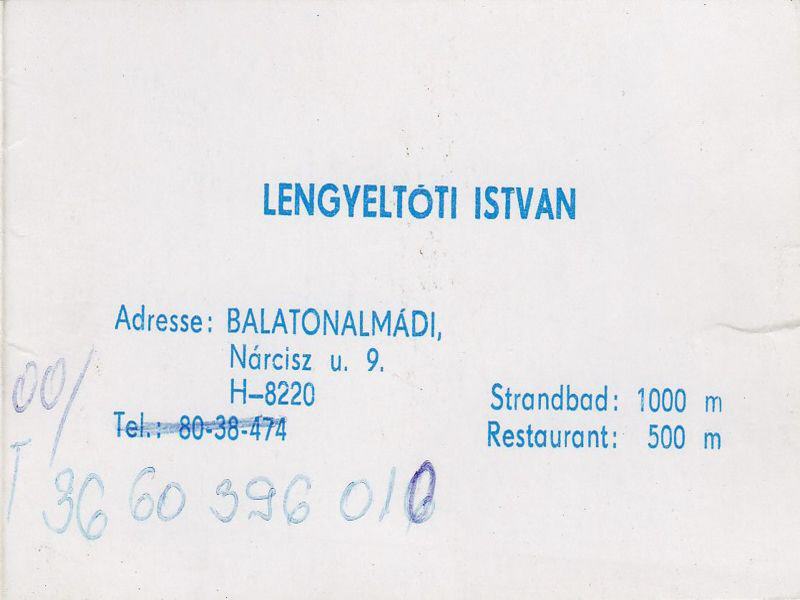 LENGYELTÓTI ISTVAN
Adresse: BALATONALMÁDI,
Nárcisz u. 9.
H–8220
Tel.: 80-38-474
Strandbad: 1000 m
Restaurant: 500 m
00/
T 36 60 396 010